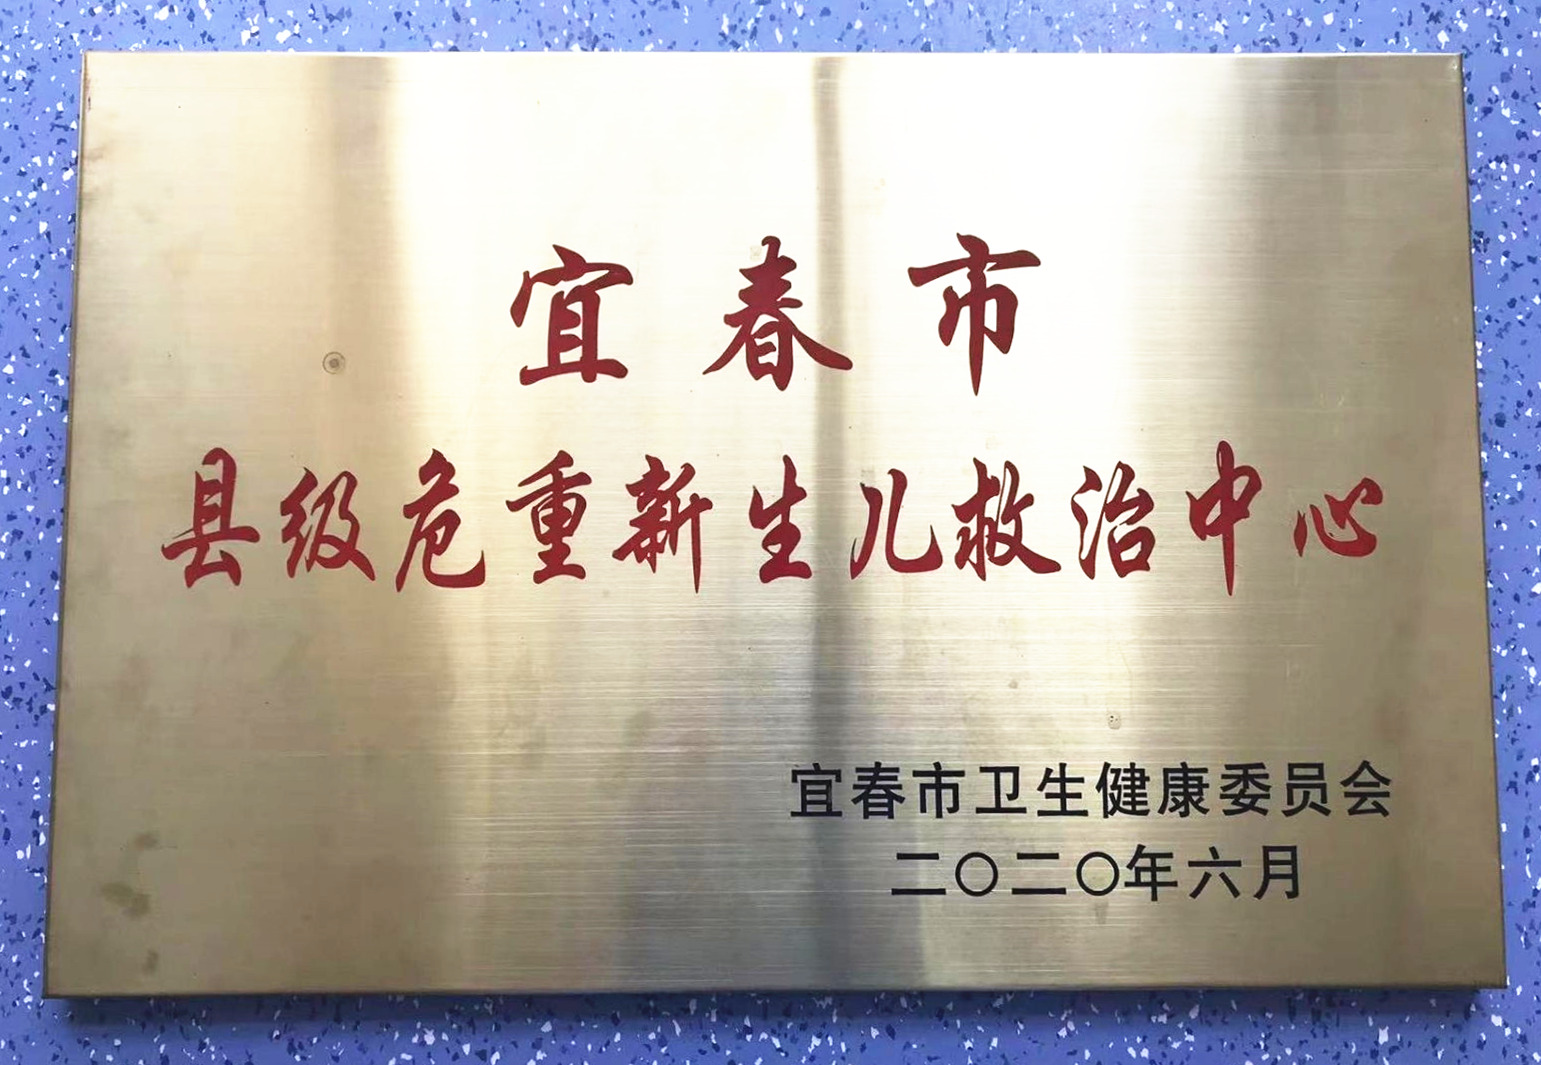 宜春市
县级危重新生儿救治中心
宜春市卫生健康委员会
二〇二〇年六月